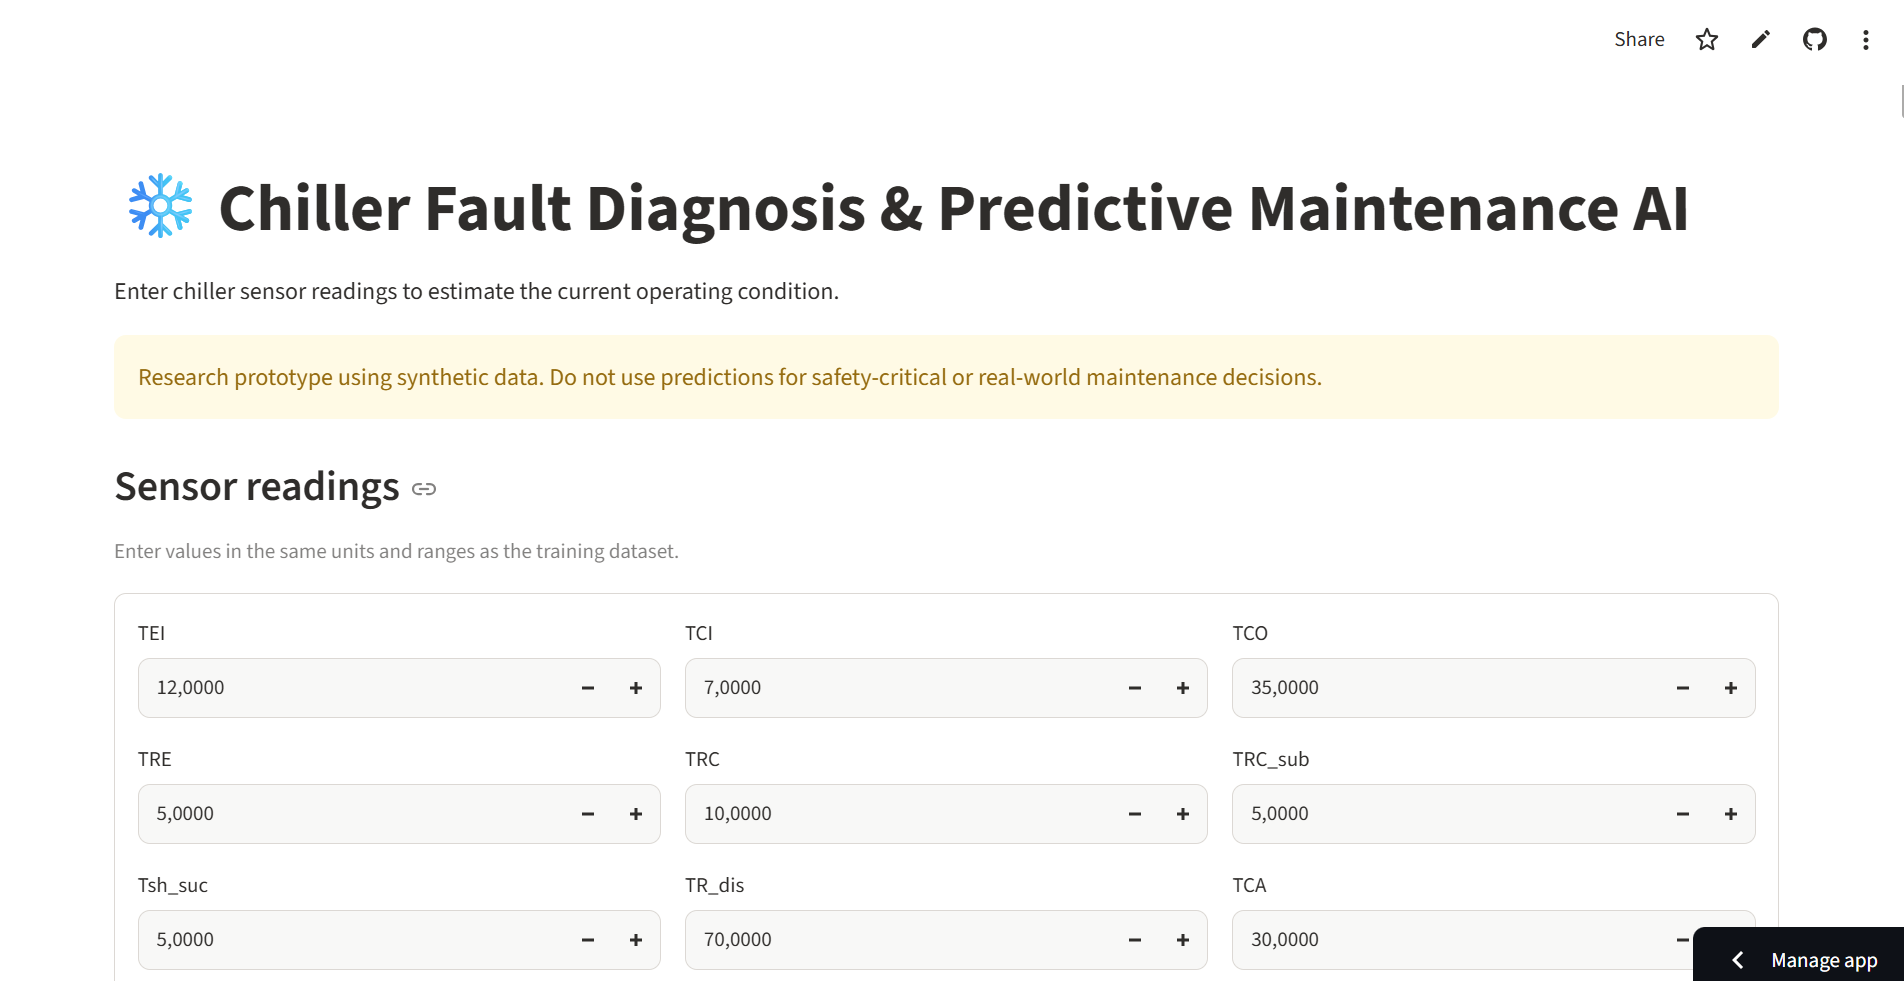 Share
Chiller Fault Diagnosis & Predictive Maintenance AI
Enter chiller sensor readings to estimate the current operating condition.
Research prototype using synthetic data. Do not use predictions for safety-critical or real-world maintenance decisions.
Sensor readings
Enter values in the same units and ranges as the training dataset.
TEI TCI TCO
12,0000 7,0000 35,0000
TRE TRC TRC_sub
5,0000 10,0000 5,0000
Tsh_suc TR_dis TCA
5,0000 70,0000 30,0000
Manage app